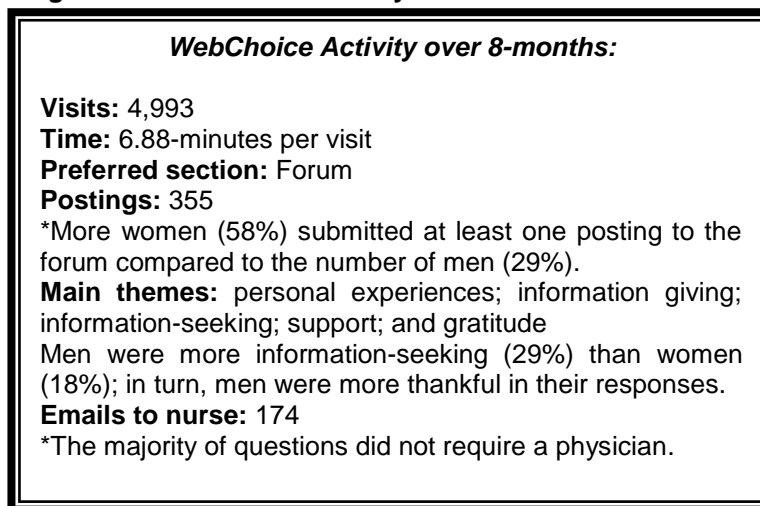 WebChoice Activity over 8-months:
Visits: 4,993
Time: 6.88-minutes per visit
Preferred section: Forum
Postings: 355
*More women (58%) submitted at least one posting to the
forum compared to the number of men (29%).
Main themes: personal experiences; information giving;
information-seeking; support; and gratitude
Men were more information-seeking (29%) than women
(18%); in turn, men were more thankful in their responses.
Emails to nurse: 174
*The majority of questions did not require a physician.